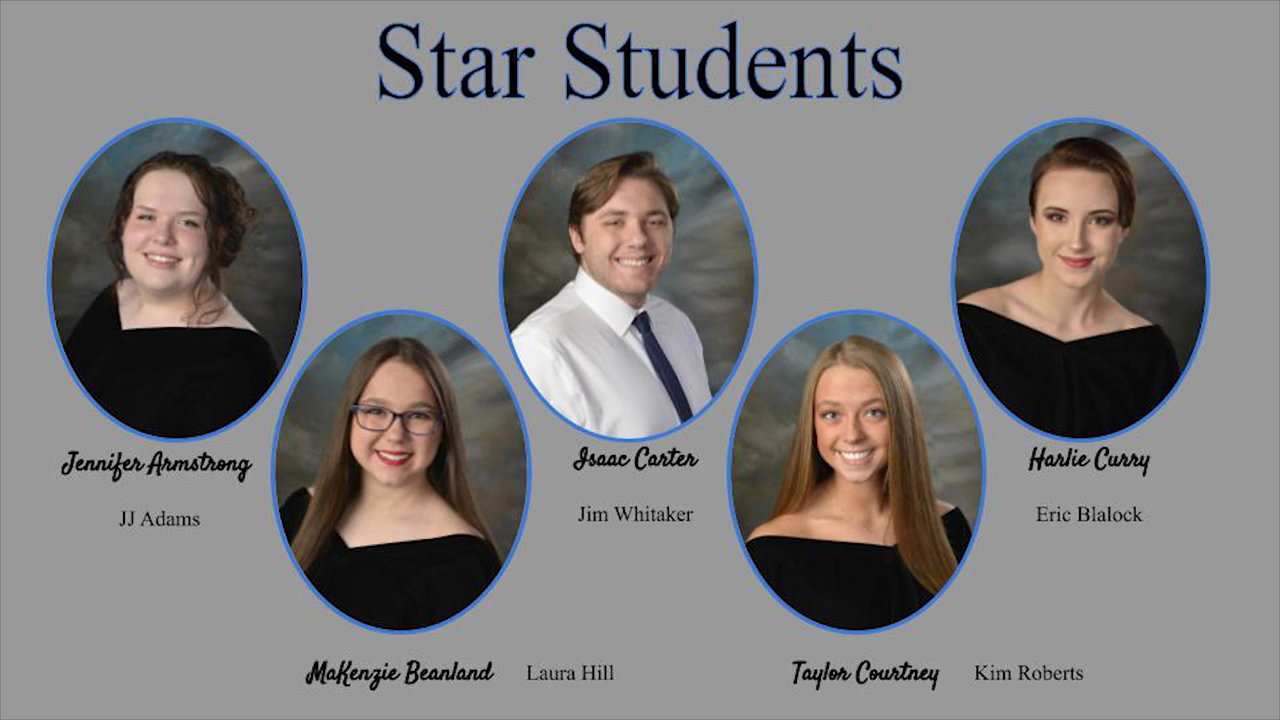 Star Students
Jennifer Armstrong
JJ Adams
Isaac Carter
Jim Whitaker
Harlie Curry
Eric Blalock
MaKenzie Beanland Laura Hill
Taylor Courtney Kim Roberts